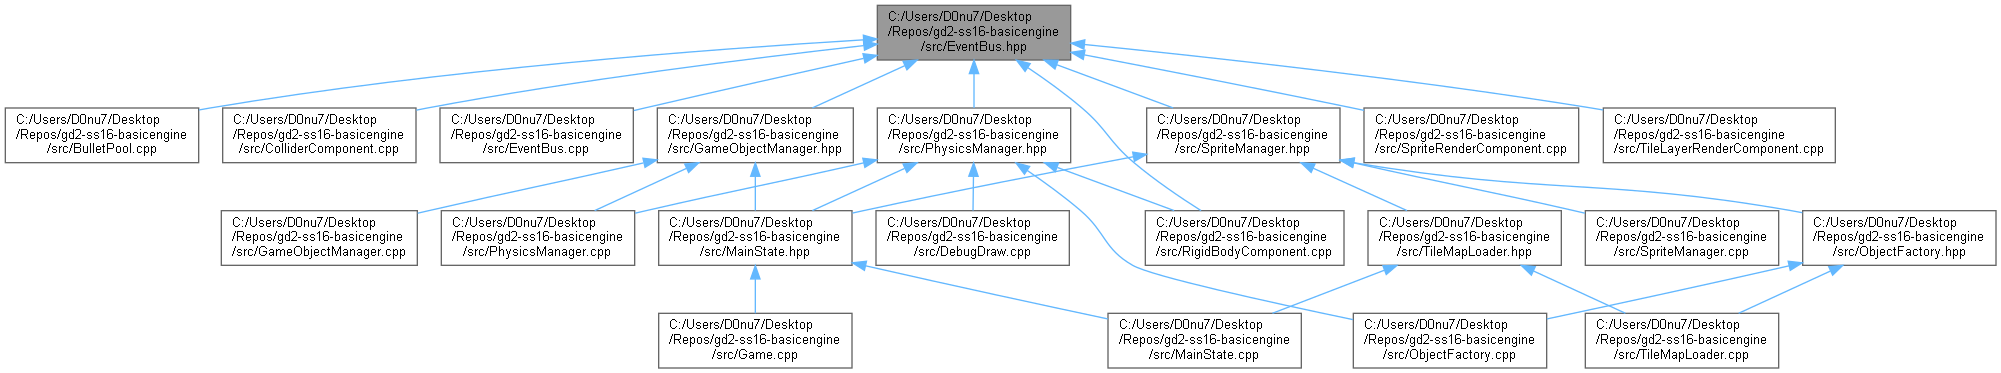 C:/Users/D0nu7/Desktop
/Repos/gd2-ss16-basicengine
/src/EventBus.hpp
C:/Users/D0nu7/Desktop
/Repos/gd2-ss16-basicengine
/src/BulletPool.cpp
C:/Users/D0nu7/Desktop
/Repos/gd2-ss16-basicengine
/src/ColliderComponent.cpp
C:/Users/D0nu7/Desktop
/Repos/gd2-ss16-basicengine
/src/EventBus.cpp
C:/Users/D0nu7/Desktop
/Repos/gd2-ss16-basicengine
/src/GameObjectManager.hpp
C:/Users/D0nu7/Desktop
/Repos/gd2-ss16-basicengine
/src/PhysicsManager.hpp
C:/Users/D0nu7/Desktop
/Repos/gd2-ss16-basicengine
/src/SpriteManager.hpp
C:/Users/D0nu7/Desktop
/Repos/gd2-ss16-basicengine
/src/SpriteRenderComponent.cpp
C:/Users/D0nu7/Desktop
/Repos/gd2-ss16-basicengine
/src/TileLayerRenderComponent.cpp
C:/Users/D0nu7/Desktop
/Repos/gd2-ss16-basicengine
/src/GameObjectManager.cpp
C:/Users/D0nu7/Desktop
/Repos/gd2-ss16-basicengine
/src/PhysicsManager.cpp
C:/Users/D0nu7/Desktop
/Repos/gd2-ss16-basicengine
/src/MainState.hpp
C:/Users/D0nu7/Desktop
/Repos/gd2-ss16-basicengine
/src/DebugDraw.cpp
C:/Users/D0nu7/Desktop
/Repos/gd2-ss16-basicengine
/src/RigidBodyComponent.cpp
C:/Users/D0nu7/Desktop
/Repos/gd2-ss16-basicengine
/src/TileMapLoader.hpp
C:/Users/D0nu7/Desktop
/Repos/gd2-ss16-basicengine
/src/SpriteManager.cpp
C:/Users/D0nu7/Desktop
/Repos/gd2-ss16-basicengine
/src/ObjectFactory.hpp
C:/Users/D0nu7/Desktop
/Repos/gd2-ss16-basicengine
/src/Game.cpp
C:/Users/D0nu7/Desktop
/Repos/gd2-ss16-basicengine
/src/MainState.cpp
C:/Users/D0nu7/Desktop
/Repos/gd2-ss16-basicengine
/src/ObjectFactory.cpp
C:/Users/D0nu7/Desktop
/Repos/gd2-ss16-basicengine
/src/TileMapLoader.cpp